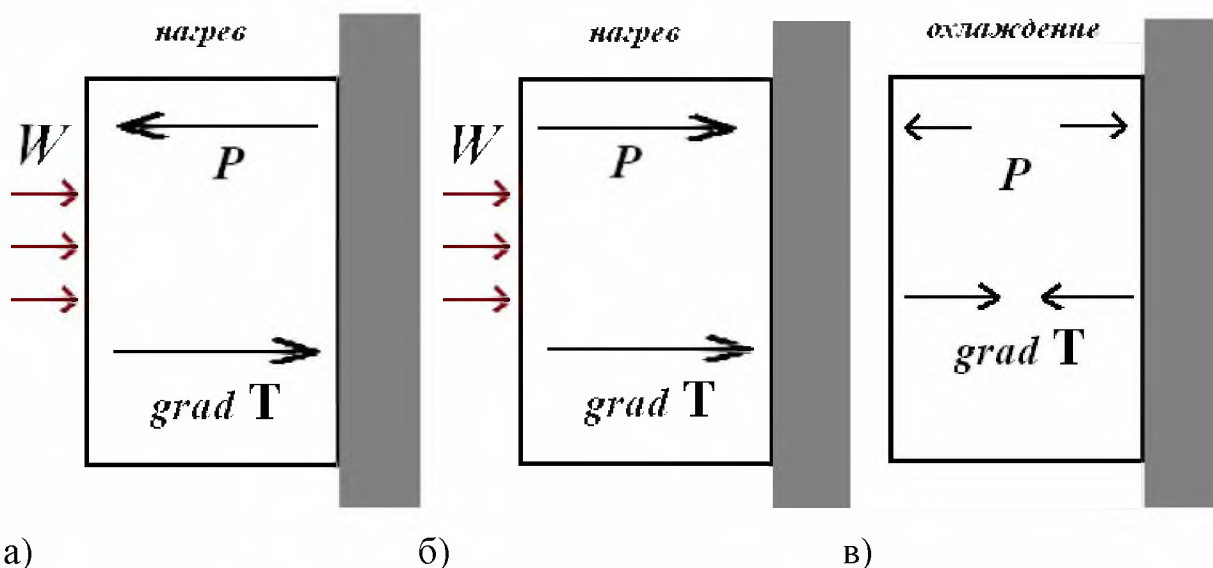 нагрев
нагрев
охлаждение
W
P
grad T
W
P
grad T
P
grad T
а)
б)
в)